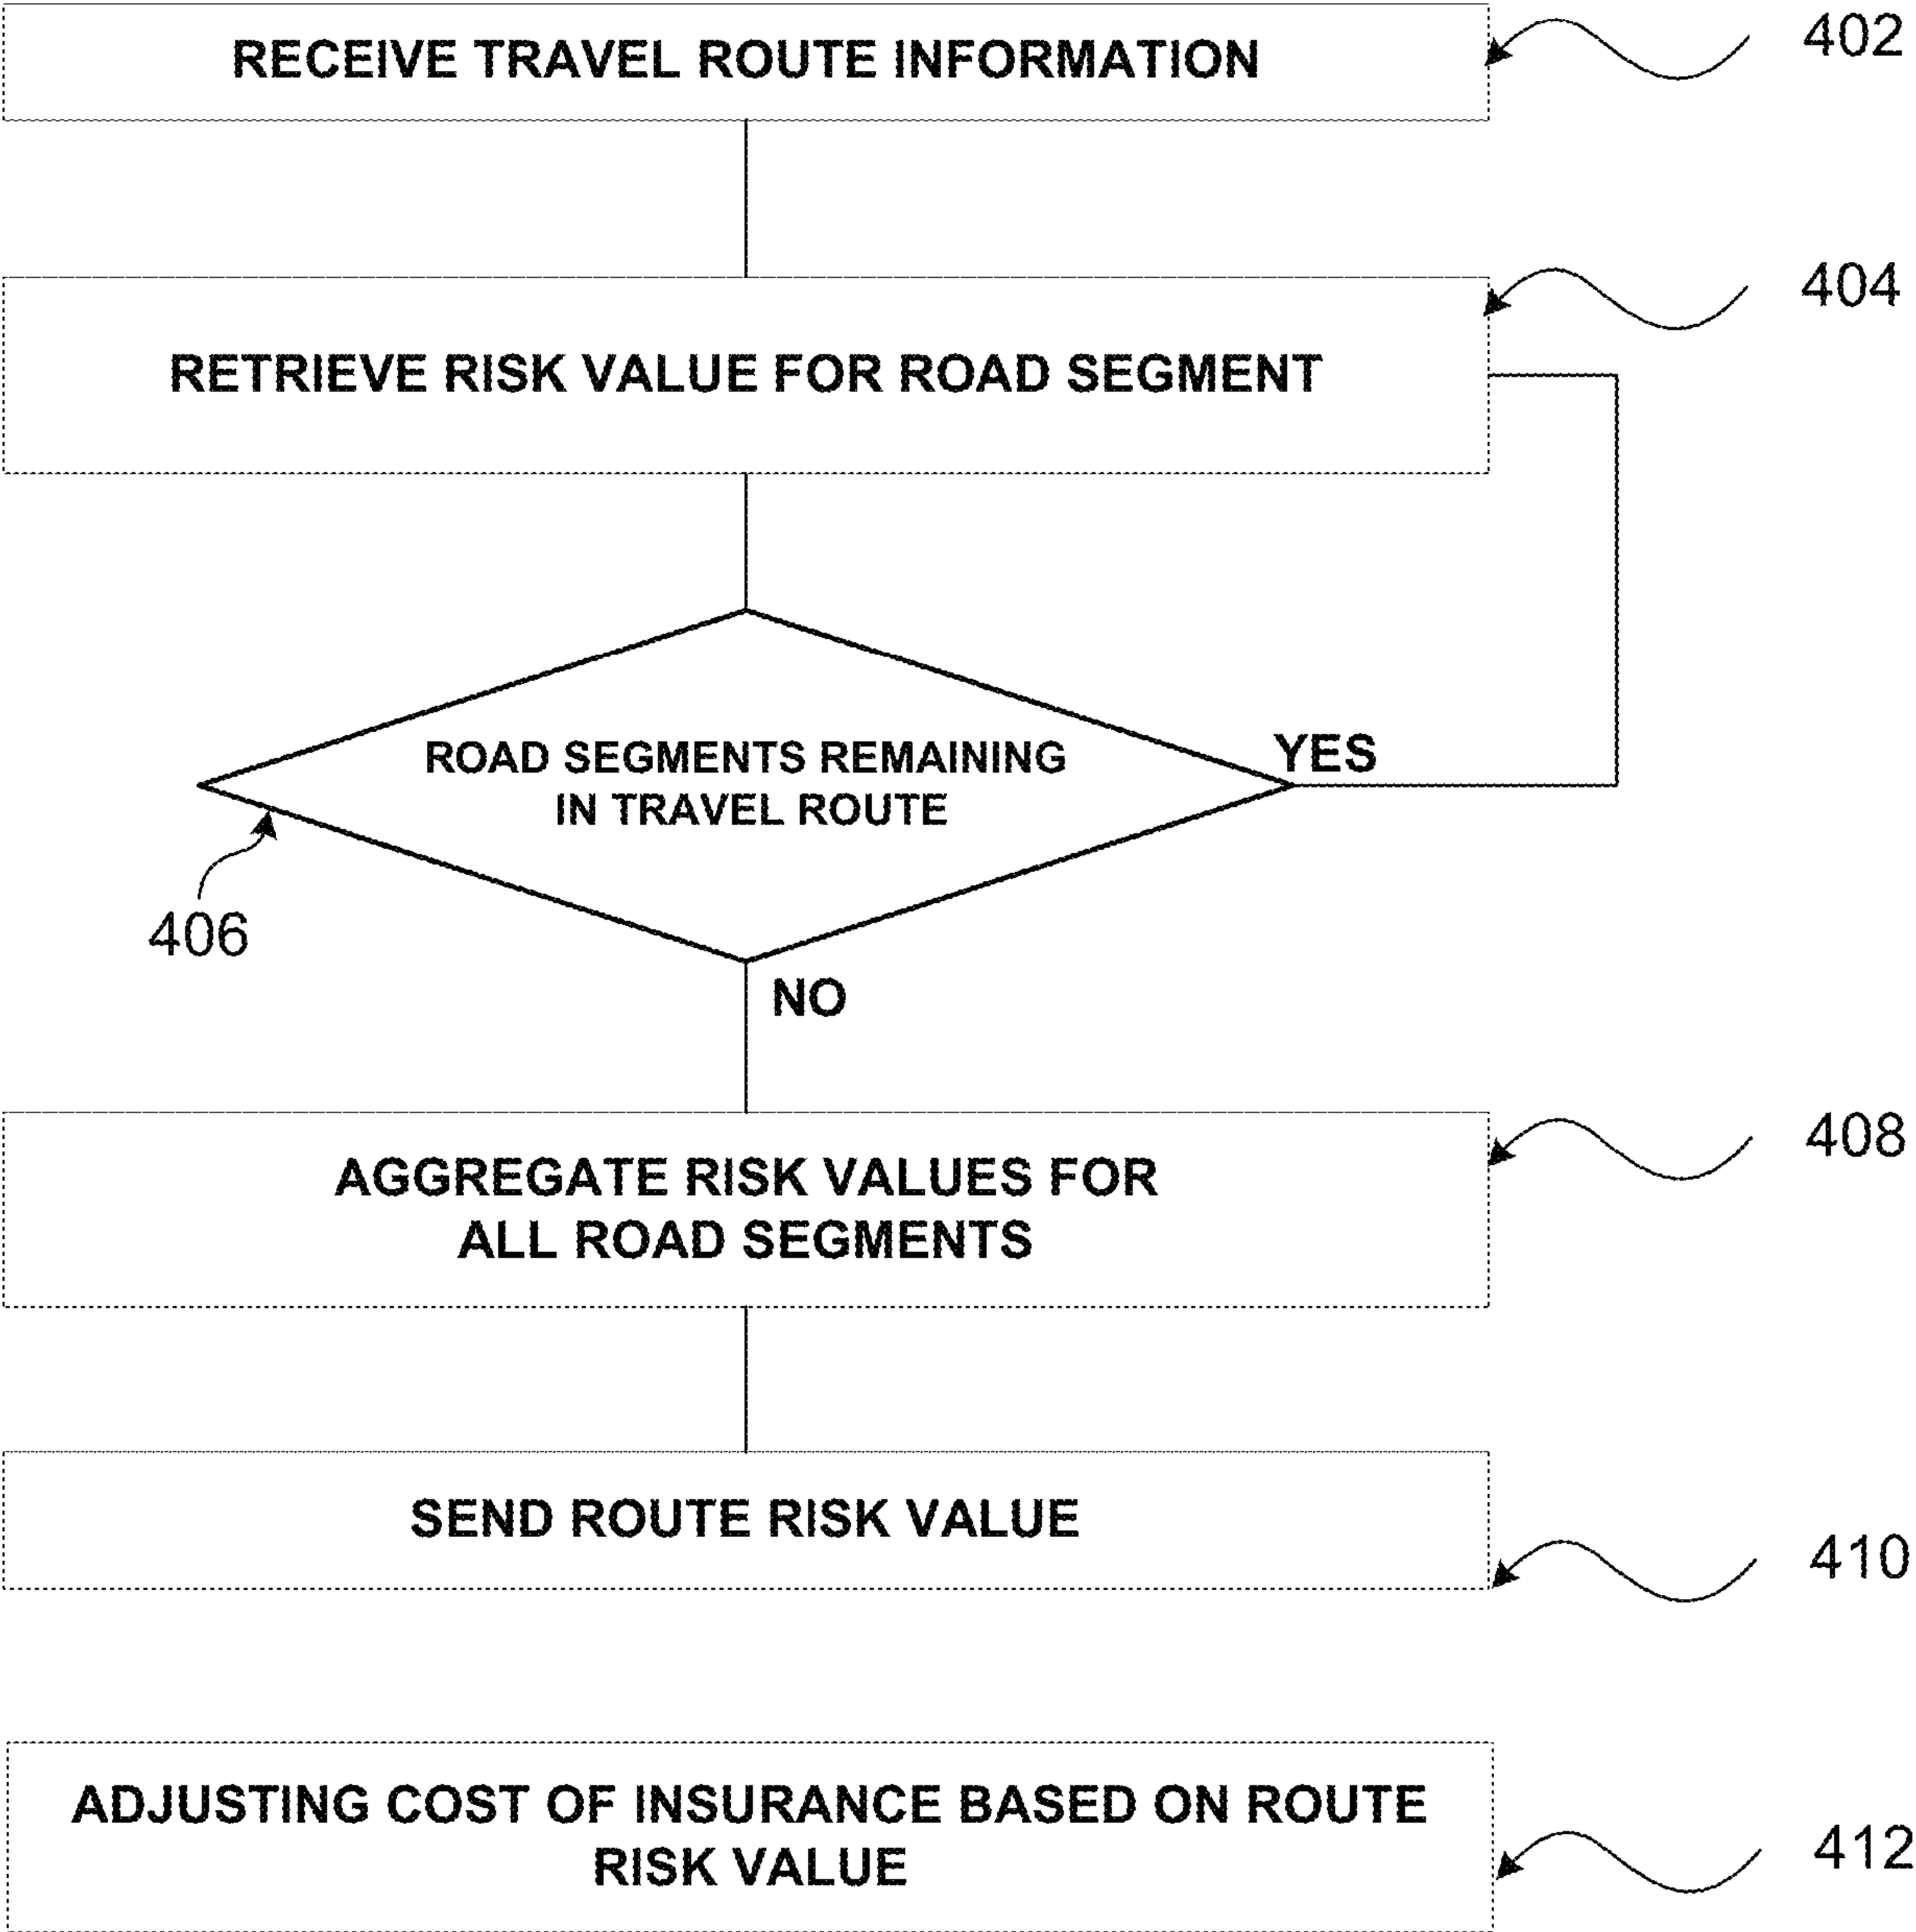 RECEIVE TRAVEL ROUTE INFORMATION
402
RETRIEVE RISK VALUE FOR ROAD SEGMENT
404
ROAD SEGMENTS REMAINING
IN TRAVEL ROUTE
YES
406
NO
AGGREGATE RISK VALUES FOR
ALL ROAD SEGMENTS
408
SEND ROUTE RISK VALUE
410
ADJUSTING COST OF INSURANCE BASED ON ROUTE
RISK VALUE
412